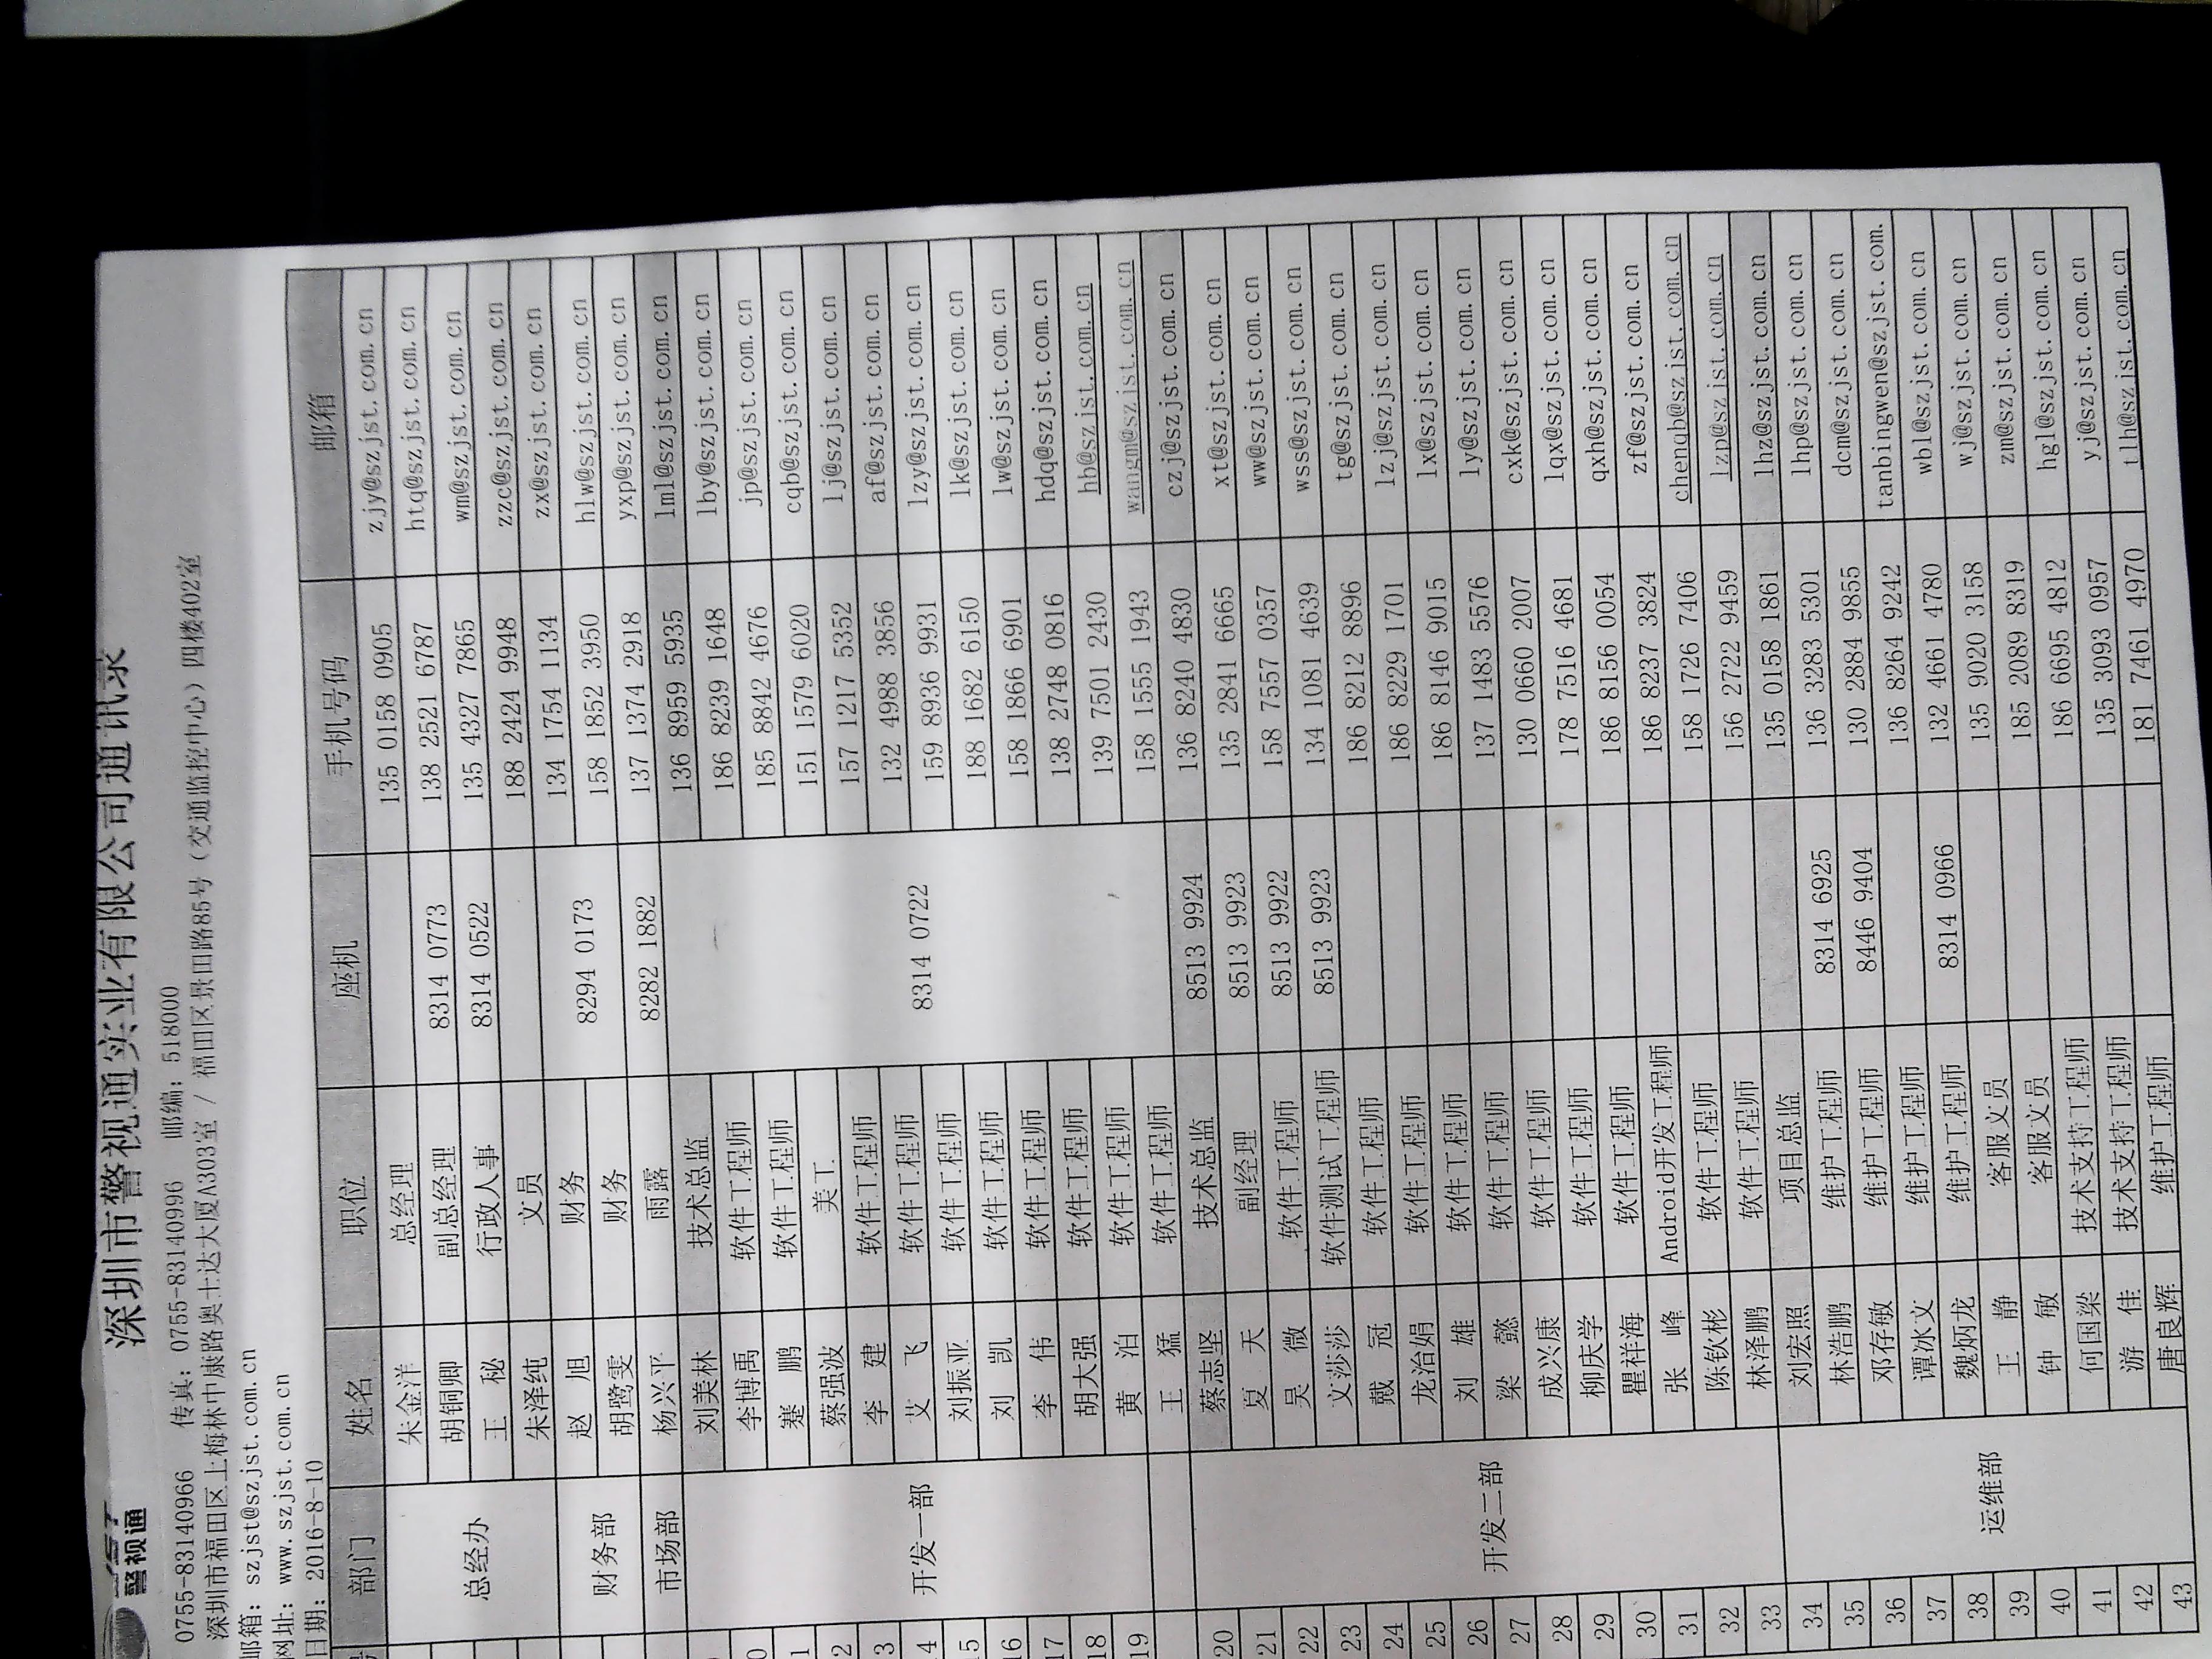 警视通 深圳市警视通实业有限公司通讯录
0755-83140966 传真: 0755-83140996 邮编: 518000
深圳市福田区上梅林中康路奥士达大厦A303室 / 福田区景田路85号(交通监控中心)四楼402室
邮箱: szjst@szjst.com.cn
网址: www.szjst.com.cn
日期: 2016-8-10
部门 姓名 职位 座机 手机号码 邮箱
总经办 朱金洋 总经理 135 0158 0905 zjy@szjst.com.cn
胡铜卿 副总经理 8314 0773 138 2521 6787 htq@szjst.com.cn
王 秘 行政人事 8314 0522 135 4327 7865 wm@szjst.com.cn
朱泽纯 文员 188 2424 9948 zzc@szjst.com.cn
财务部 赵 旭 财务 8294 0173 134 1754 1134 zx@szjst.com.cn
胡鹭雯 财务 158 1852 3950 hlw@szjst.com.cn
市场部 杨兴平 雨露 8282 1882 137 1374 2918 yxp@szjst.com.cn
开发一部 刘美林 技术总监 8314 0722 136 8959 5935 lml@szjst.com.cn
0 李博禹 软件工程师 186 8239 1648 lby@szjst.com.cn
1 蹇 鹏 软件工程师 185 8842 4676 jp@szjst.com.cn
2 蔡强波 美工 151 1579 6020 cqb@szjst.com.cn
3 李 建 软件工程师 157 1217 5352 lj@szjst.com.cn
4 艾 飞 软件工程师 132 4988 3856 af@szjst.com.cn
15 刘振亚 软件工程师 159 8936 9931 lzy@szjst.com.cn
16 刘 凯 软件工程师 188 1682 6150 lk@szjst.com.cn
17 李 伟 软件工程师 158 1866 6901 lw@szjst.com.cn
18 胡大强 软件工程师 138 2748 0816 hdq@szjst.com.cn
19 黄 泊 软件工程师 139 7501 2430 hb@szjst.com.cn
王 猛 软件工程师 158 1555 1943 wangm@szjst.com.cn
20 开发二部 蔡志坚 技术总监 8513 9924 136 8240 4830 czj@szjst.com.cn
21 夏 天 副经理 8513 9923 135 2841 6665 xt@szjst.com.cn
22 吴 微 软件工程师 8513 9922 158 7557 0357 ww@szjst.com.cn
23 文莎莎 软件测试工程师 8513 9923 134 1081 4639 wss@szjst.com.cn
24 戴 冠 软件工程师 186 8212 8896 tg@szjst.com.cn
25 龙治娟 软件工程师 186 8229 1701 lzj@szjst.com.cn
26 刘 雄 软件工程师 186 8146 9015 lx@szjst.com.cn
27 梁 懿 软件工程师 137 1483 5576 ly@szjst.com.cn
28 成兴康 软件工程师 130 0660 2007 cxk@szjst.com.cn
29 柳庆学 软件工程师 178 7516 4681 lqx@szjst.com.cn
30 瞿祥海 软件工程师 186 8156 0054 qxh@szjst.com.cn
31 张 峰 Android开发工程师 186 8237 3824 zf@szjst.com.cn
32 陈钦彬 软件工程师 158 1726 7406 chenqb@szjst.com.cn
33 林泽鹏 软件工程师 156 2722 9459 lzp@szjst.com.cn
34 运维部 刘宏照 项目总监 135 0158 1861 lhz@szjst.com.cn
35 林浩鹏 维护工程师 8314 6925 136 3283 5301 lhp@szjst.com.cn
36 邓存敏 维护工程师 8446 9404 130 2884 9855 dcm@szjst.com.cn
37 谭冰文 维护工程师 136 8264 9242 tanbingwen@szjst.com.
38 魏炳龙 维护工程师 8314 0966 132 4661 4780 wbl@szjst.com.cn
39 王 静 客服文员 135 9020 3158 wj@szjst.com.cn
40 钟 敏 客服文员 185 2089 8319 zm@szjst.com.cn
41 何国梁 技术支持工程师 186 6695 4812 hgl@szjst.com.cn
42 游 佳 技术支持工程师 135 3093 0957 yj@szjst.com.cn
43 唐良辉 维护工程师 181 7461 4970 tlh@szjst.com.cn